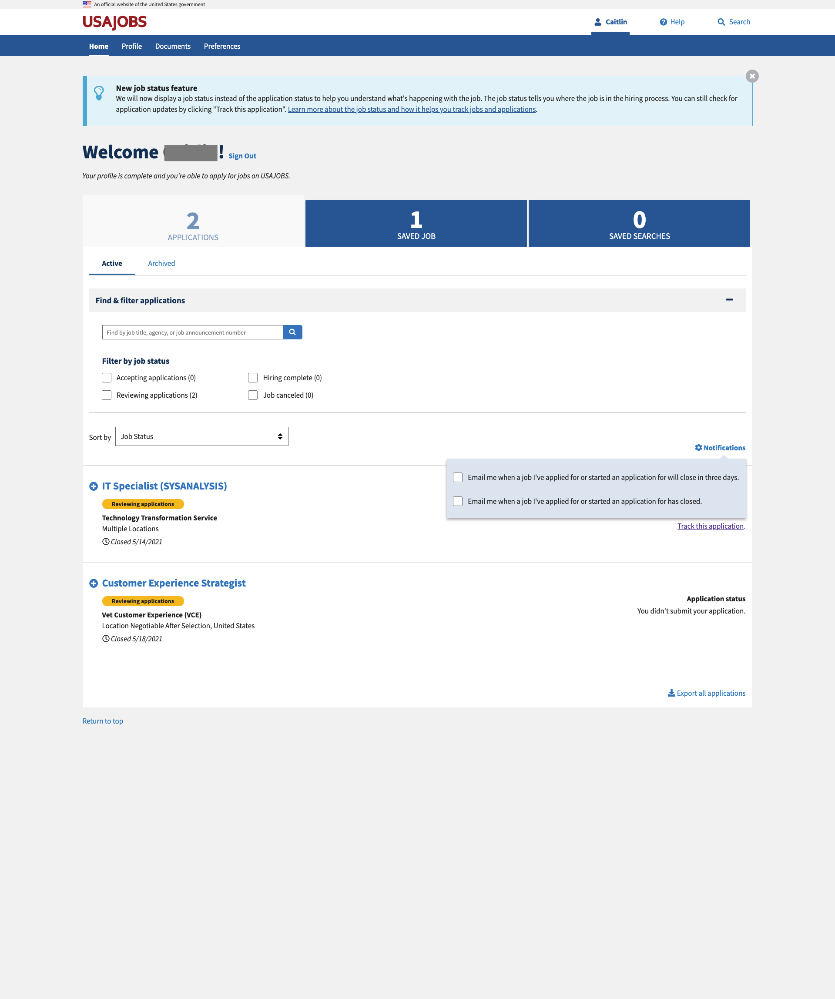 An official website of the United States government
USAJOBS
Caitlin
Help
Search
Home
Profile
Documents
Preferences
New job status feature
We will now display a job status instead of the application status to help you understand what's happening with the job. The job status tells you where the job is in the hiring process. You can still check for
application updates by clicking "Track this application". Learn more about the job status and how it helps you track jobs and applications.
Welcome ! Sign Out
Your profile is complete and you're able to apply for jobs on USAJOBS.
2
APPLICATIONS
1
SAVED JOB
0
SAVED SEARCHES
Active
Archived
Find & filter applications
Find by job title, agency, or job announcement number
Filter by job status
Accepting applications (0)
Hiring complete (0)
Reviewing applications (2)
Job canceled (0)
Sort by
Job Status
Notifications
Email me when a job I've applied for or started an application for will close in three days.
Email me when a job I've applied for or started an application for has closed.
IT Specialist (SYSANALYSIS)
Reviewing applications
Technology Transformation Service
Multiple Locations
Closed 5/14/2021
Track this application.
Customer Experience Strategist
Reviewing applications
Vet Customer Experience (VCE)
Location Negotiable After Selection, United States
Closed 5/18/2021
Application status
You didn't submit your application.
Export all applications
Return to top